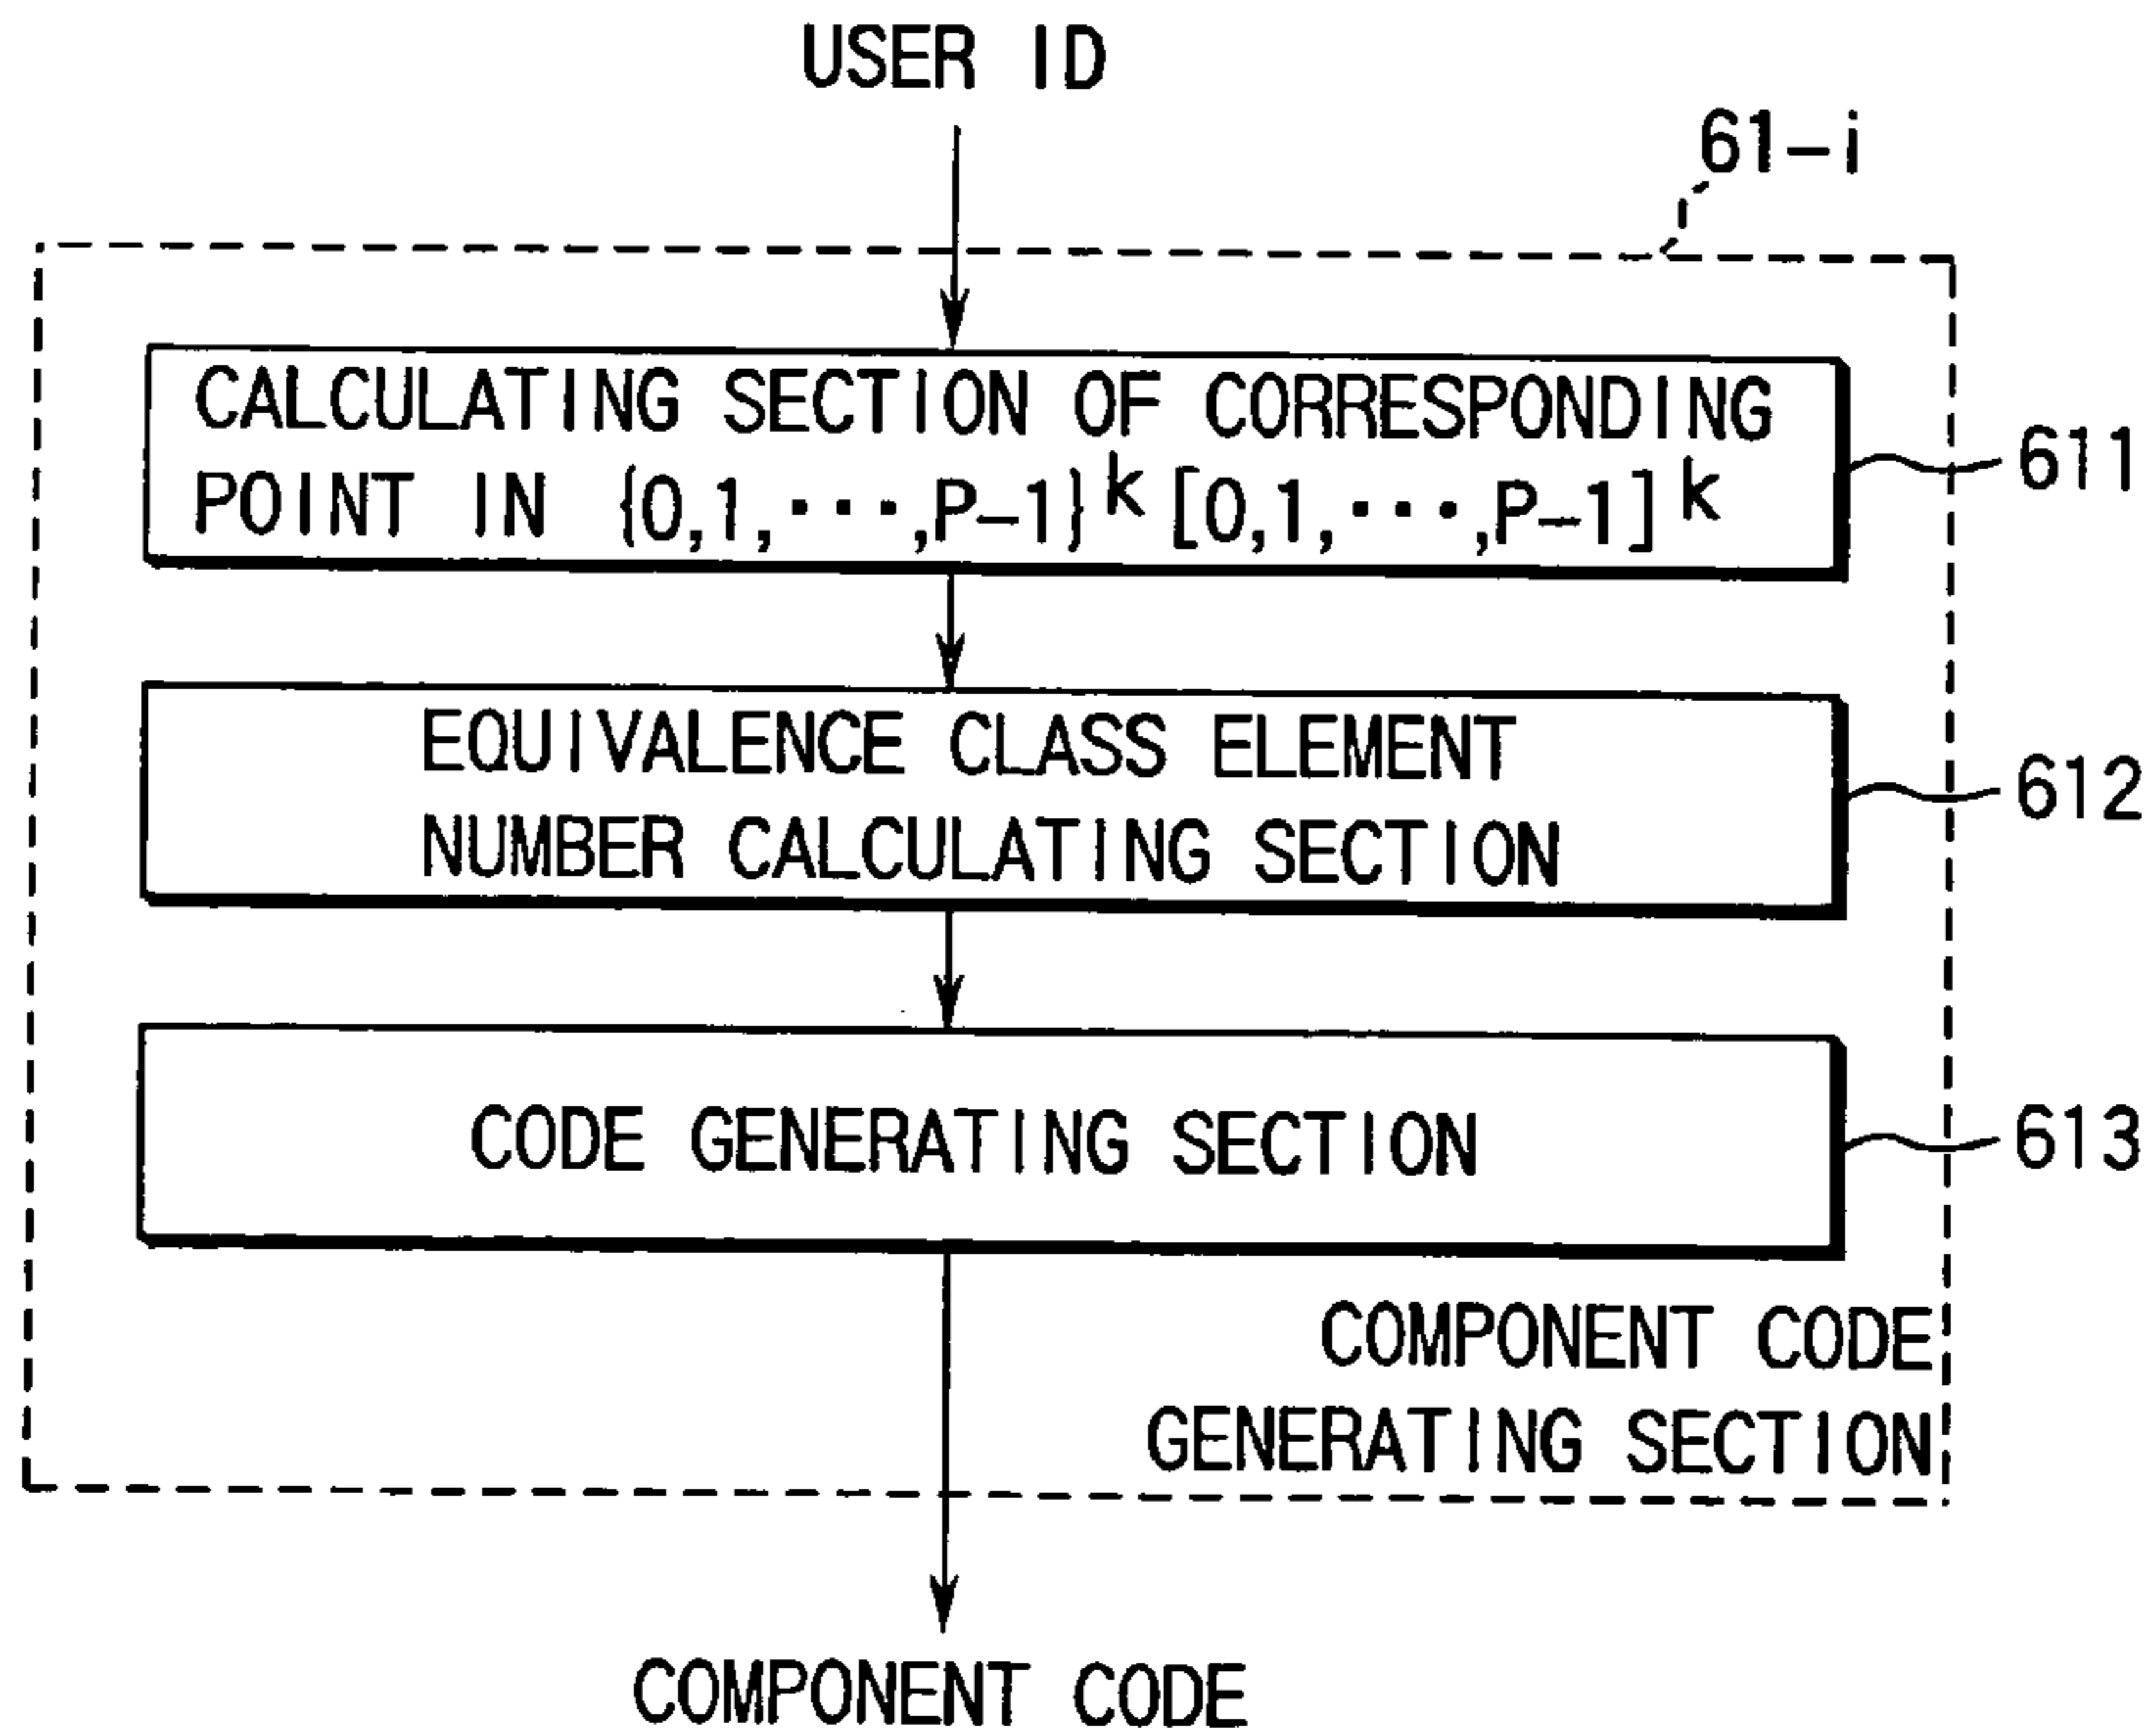 USER ID
61-i
CALCULATING SECTION OF CORRESPONDING
POINT IN {0,1,···,P-1}^k [0,1,···,P-1]^k
611
EQUIVALENCE CLASS ELEMENT
NUMBER CALCULATING SECTION
612
CODE GENERATING SECTION
613
COMPONENT CODE
GENERATING SECTION
COMPONENT CODE